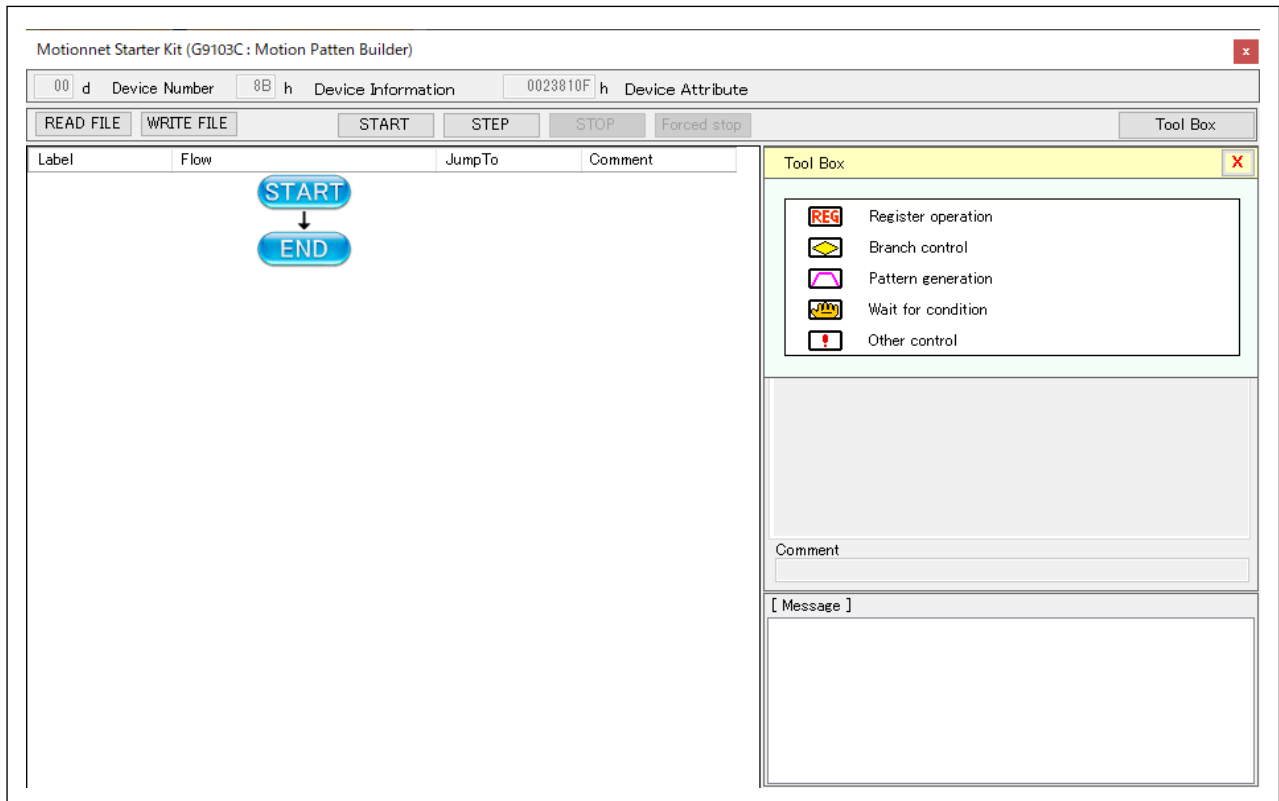 Motionnet Starter Kit (G9103C : Motion Patten Builder)
x
00 d Device Number 8B h Device Information 0023810F h Device Attribute
READ FILE WRITE FILE START STEP STOP Forced stop Tool Box
Label Flow JumpTo Comment
START
END
Tool Box X
REG Register operation
Branch control
Pattern generation
Wait for condition
! Other control
Comment
[ Message ]